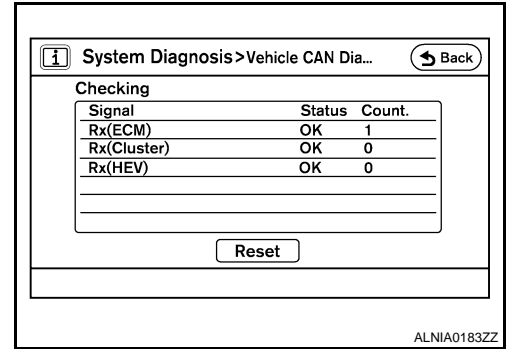 i System Diagnosis>Vehicle CAN Dia... Back
Checking
Signal Status Count.
Rx(ECM) OK 1
Rx(Cluster) OK 0
Rx(HEV) OK 0
Reset
ALNIA0183ZZ